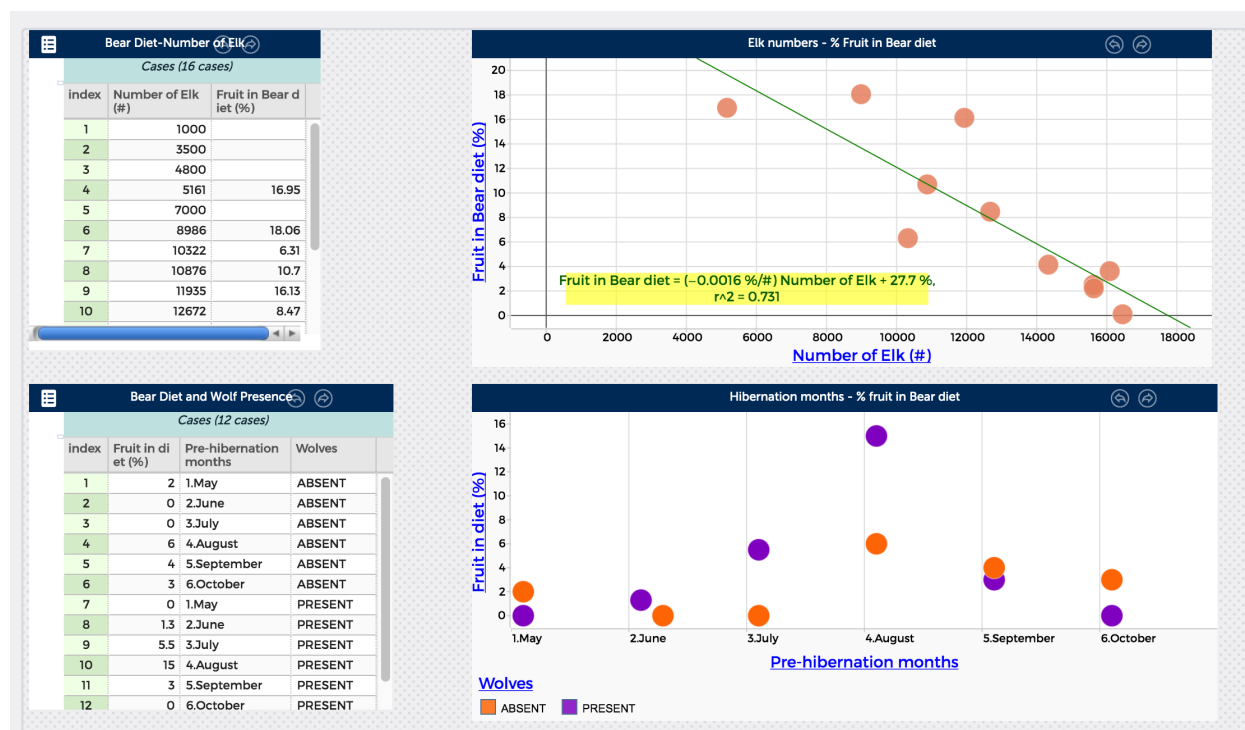 Bear Diet-Number of Elk
Cases (16 cases)
index Number of Elk (#) Fruit in Bear d iet (%)
1 1000
2 3500
3 4800
4 5161 16.95
5 7000
6 8986 18.06
7 10322 6.31
8 10876 10.7
9 11935 16.13
10 12672 8.47
Elk numbers - % Fruit in Bear diet
Fruit in Bear diet (%)
20
18
16
14
12
10
8
6
4
2
0
Fruit in Bear diet = (−0.0016 %/#) Number of Elk + 27.7 %,
r^2 = 0.731
0 2000 4000 6000 8000 10000 12000 14000 16000 18000
Number of Elk (#)
Bear Diet and Wolf Presence
Cases (12 cases)
index Fruit in di et (%) Pre-hibernation months Wolves
1 2 1.May ABSENT
2 0 2.June ABSENT
3 0 3.July ABSENT
4 6 4.August ABSENT
5 4 5.September ABSENT
6 3 6.October ABSENT
7 0 1.May PRESENT
8 1.3 2.June PRESENT
9 5.5 3.July PRESENT
10 15 4.August PRESENT
11 3 5.September PRESENT
12 0 6.October PRESENT
Hibernation months - % fruit in Bear diet
Fruit in diet (%)
16
14
12
10
8
6
4
2
0
1.May 2.June 3.July 4.August 5.September 6.October
Pre-hibernation months
Wolves
ABSENT PRESENT